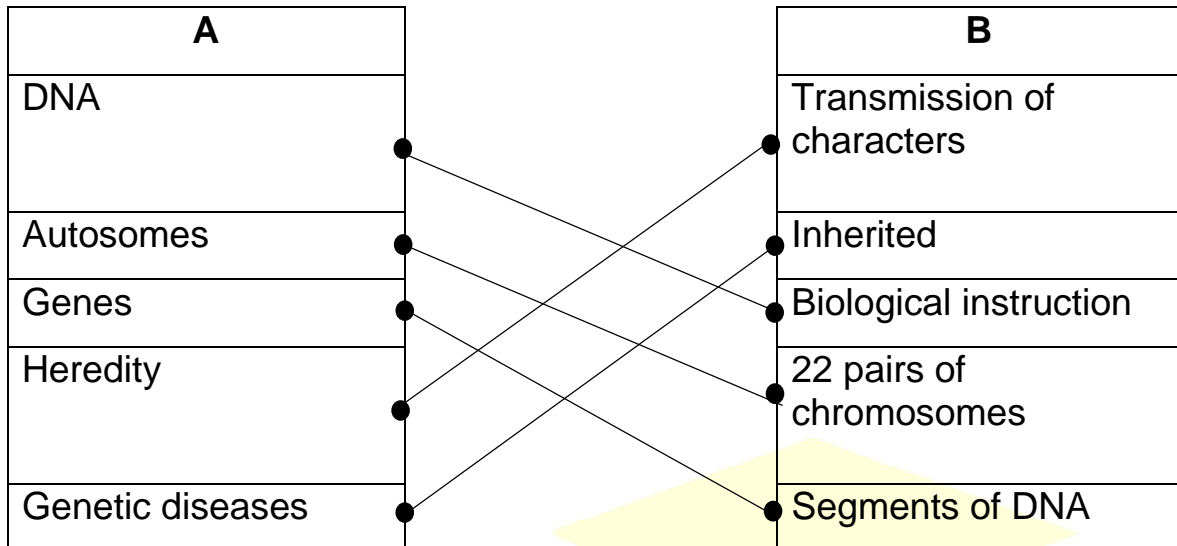 A
B
DNA
Transmission of
characters
Autosomes
Inherited
Genes
Biological instruction
Heredity
22 pairs of
chromosomes
Genetic diseases
Segments of DNA